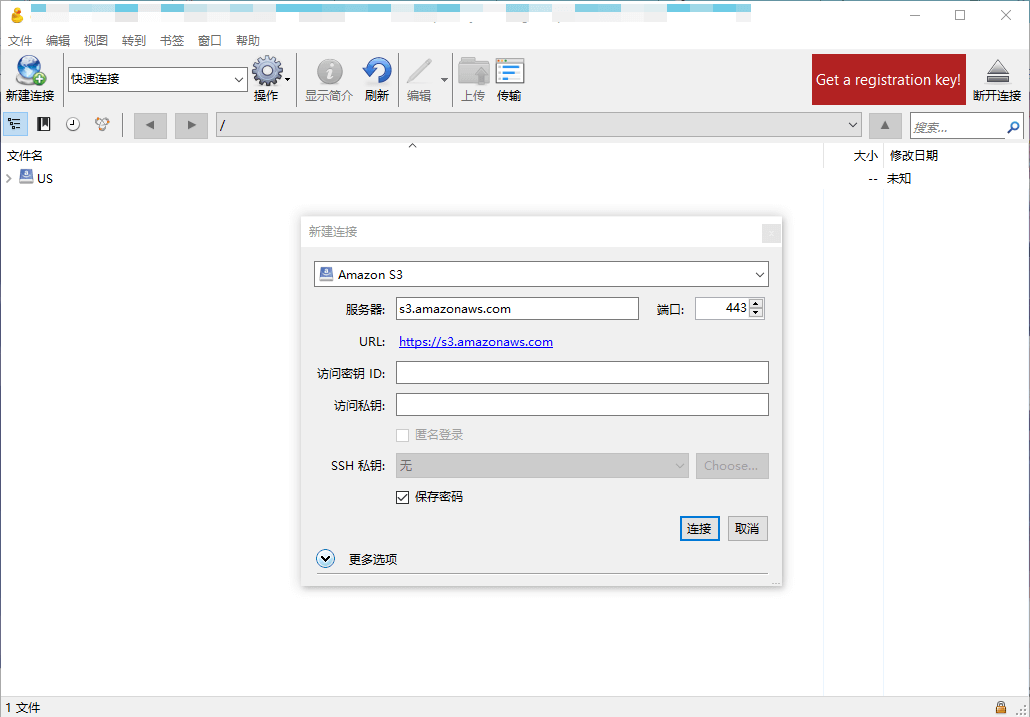 文件 编辑 视图 转到 书签 窗口 帮助
新建连接 快速连接 操作 显示简介 刷新 编辑 上传 传输 Get a registration key! 断开连接
/ 搜索...
文件名 大小 修改日期
US -- 未知
新建连接
Amazon S3
服务器: s3.amazonaws.com 端口: 443
URL: https://s3.amazonaws.com
访问密钥 ID:
访问私钥:
匿名登录
SSH 私钥: 无 Choose...
保存密码
连接 取消
更多选项
1 文件